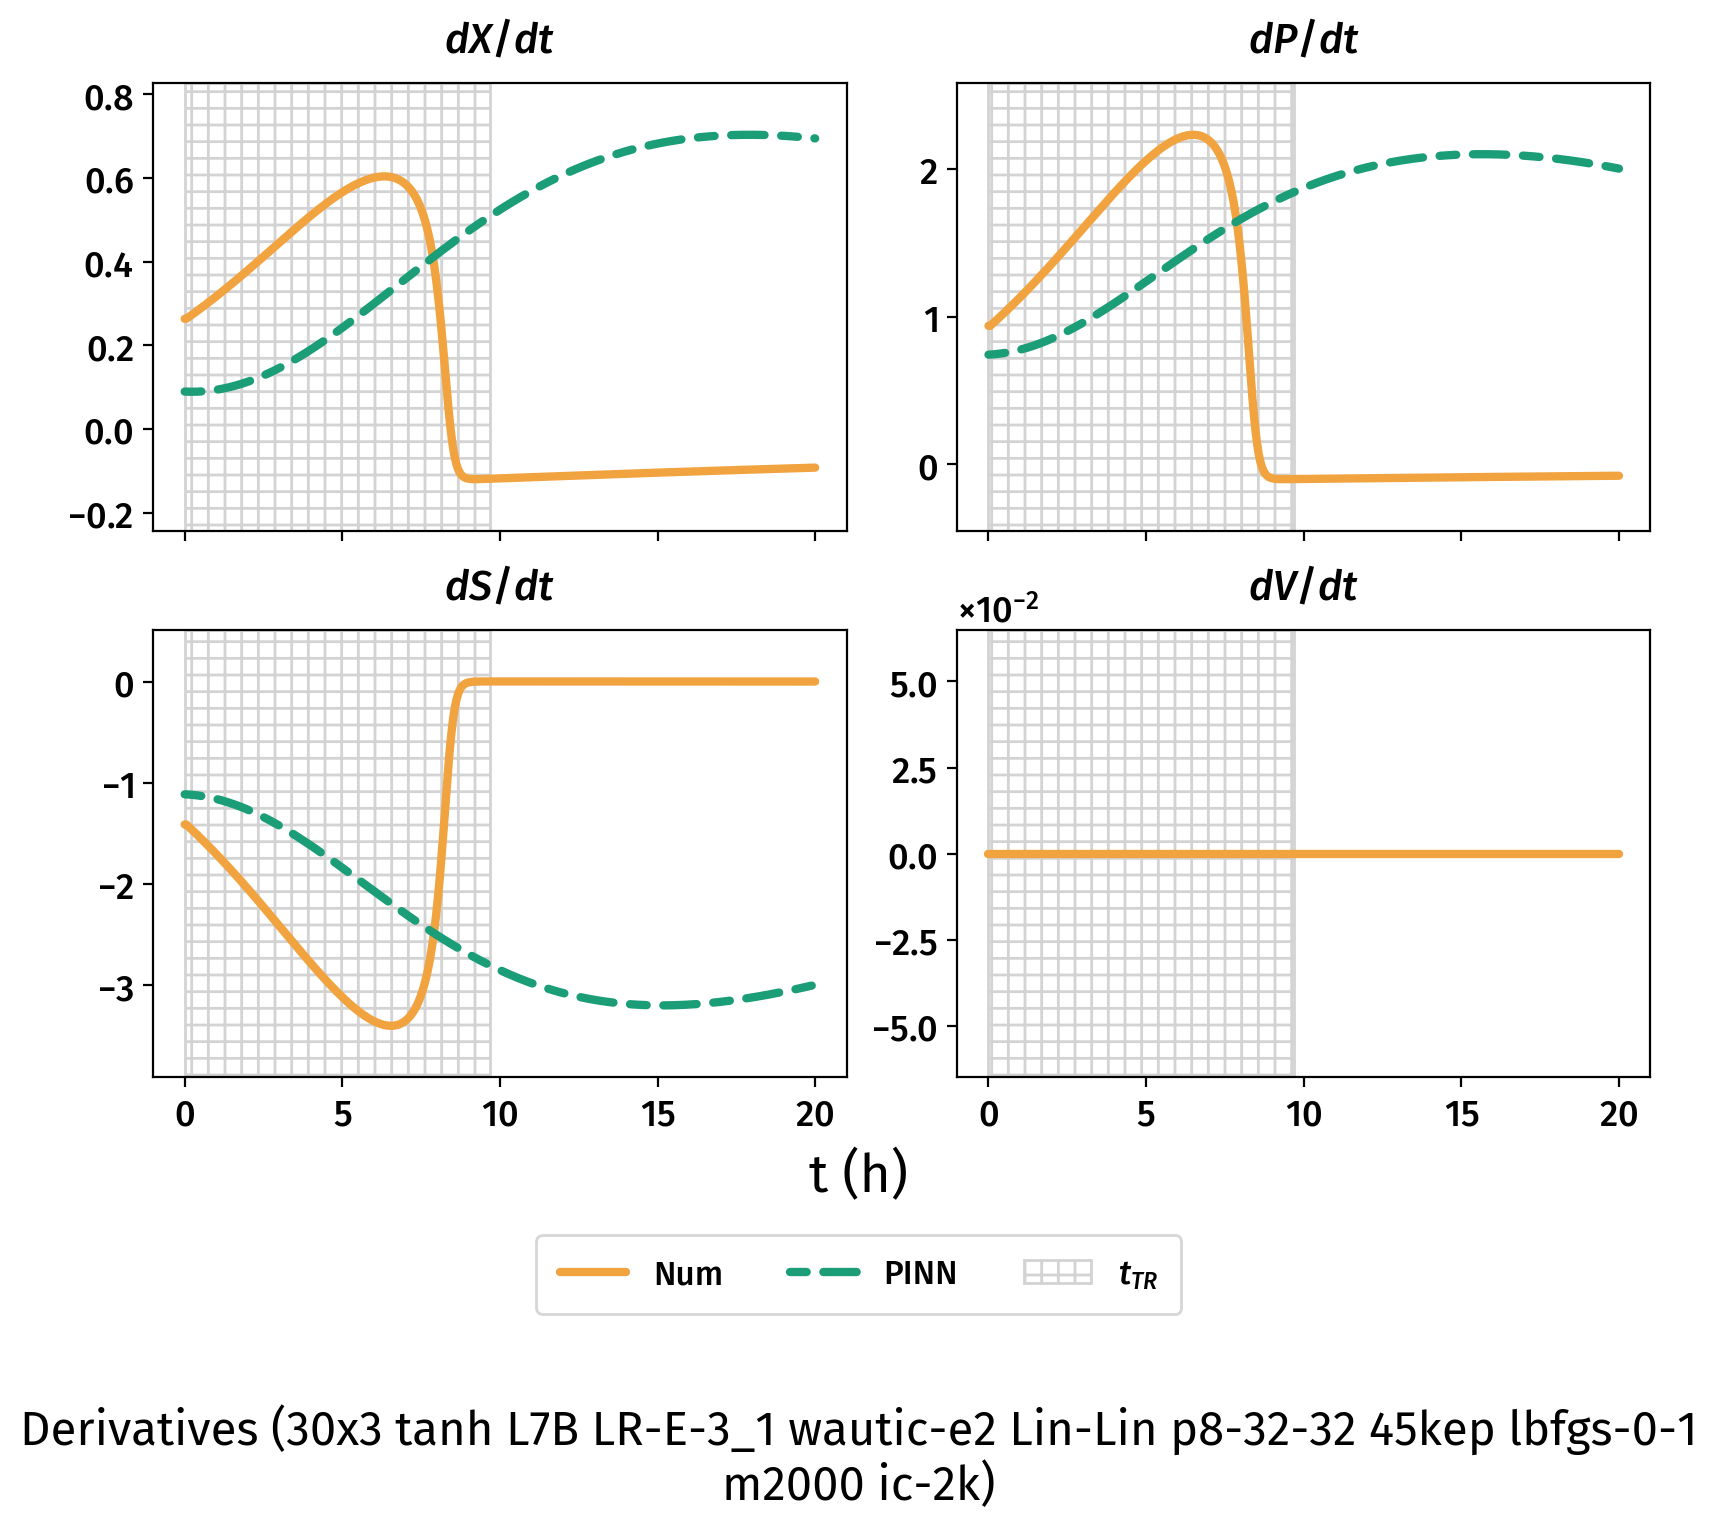 dX/dt
dP/dt
0.8
0.6
0.4
0.2
0.0
−0.2
2
1
0
dS/dt
dV/dt
×10⁻²
0
−1
−2
−3
5.0
2.5
0.0
−2.5
−5.0
0 5 10 15 20
0 5 10 15 20
t (h)
Num PINN t_TR
Derivatives (30x3 tanh L7B LR-E-3_1 wautic-e2 Lin-Lin p8-32-32 45kep lbfgs-0-1
m2000 ic-2k)